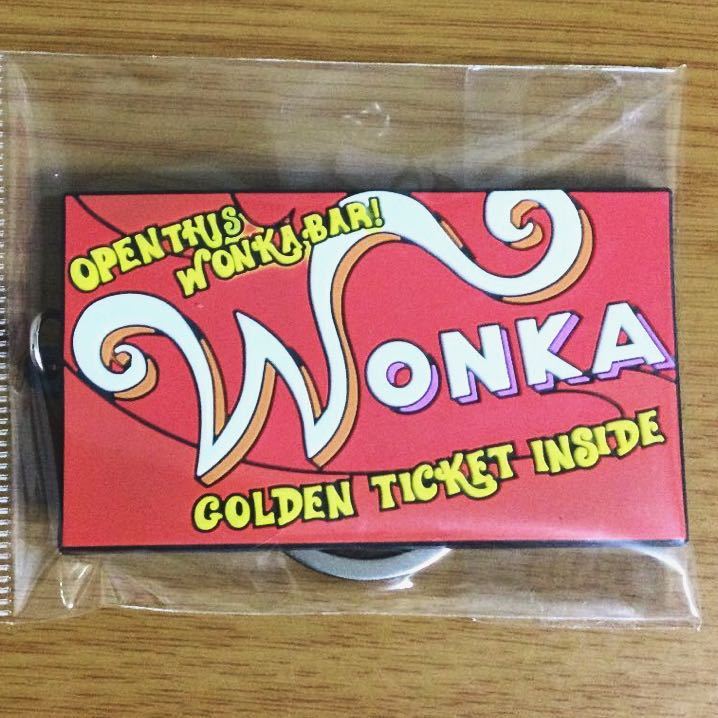 OPEN THIS
WONKA BAR!
WONKA
GOLDEN TICKET INSIDE